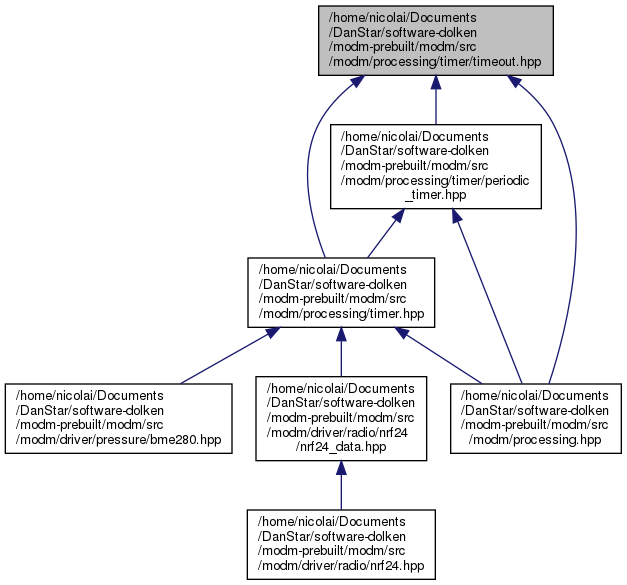 /home/nicolai/Documents
/DanStar/software-dolken
/modm-prebuilt/modm/src
/modm/processing/timer/timeout.hpp
/home/nicolai/Documents
/DanStar/software-dolken
/modm-prebuilt/modm/src
/modm/processing/timer/periodic
_timer.hpp
/home/nicolai/Documents
/DanStar/software-dolken
/modm-prebuilt/modm/src
/modm/processing/timer.hpp
/home/nicolai/Documents
/DanStar/software-dolken
/modm-prebuilt/modm/src
/modm/driver/pressure/bme280.hpp
/home/nicolai/Documents
/DanStar/software-dolken
/modm-prebuilt/modm/src
/modm/driver/radio/nrf24
/nrf24_data.hpp
/home/nicolai/Documents
/DanStar/software-dolken
/modm-prebuilt/modm/src
/modm/processing.hpp
/home/nicolai/Documents
/DanStar/software-dolken
/modm-prebuilt/modm/src
/modm/driver/radio/nrf24.hpp